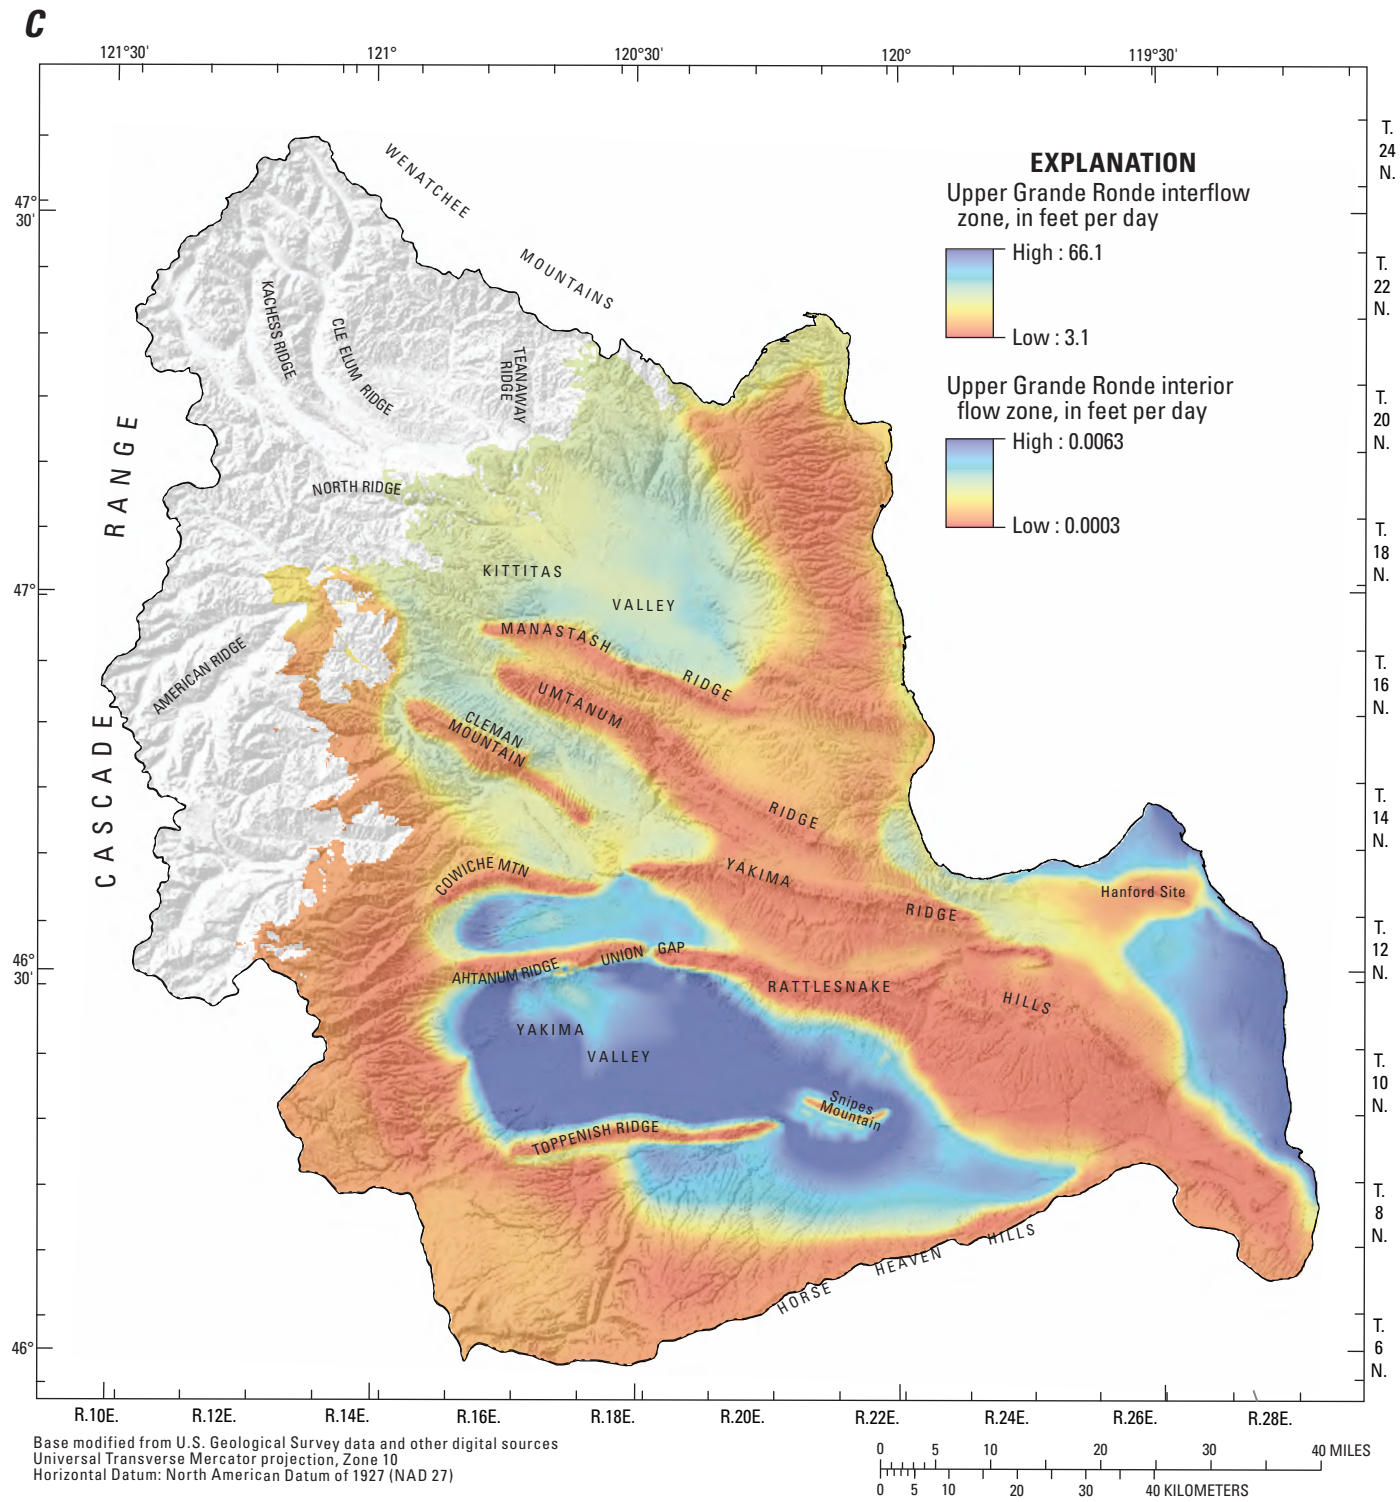 C
121°30'
121°
120°30'
120°
119°30'
T.
24
N.
T.
22
N.
T.
20
N.
T.
18
N.
T.
16
N.
T.
14
N.
T.
12
N.
T.
10
N.
T.
8
N.
T.
6
N.
47°
30'
47°
46°
30'
46°
EXPLANATION
Upper Grande Ronde interflow
zone, in feet per day
High : 66.1
Low : 3.1
Upper Grande Ronde interior
flow zone, in feet per day
High : 0.0063
Low : 0.0003
WENATCHEE
MOUNTAINS
KACHESS RIDGE
CLE ELUM RIDGE
TEANAWAY
RIDGE
CASCADE RANGE
NORTH RIDGE
AMERICAN RIDGE
KITTITAS
VALLEY
MANASTASH
RIDGE
UMTANUM
RIDGE
CLEMAN
MOUNTAIN
COWICHE MTN
YAKIMA
RIDGE
Hanford Site
AHTANUM RIDGE
UNION GAP
RATTLESNAKE
HILLS
YAKIMA
VALLEY
Snipes
Mountain
TOPPENISH RIDGE
HORSE HEAVEN HILLS
R.10E.
R.12E.
R.14E.
R.16E.
R.18E.
R.20E.
R.22E.
R.24E.
R.26E.
R.28E.
Base modified from U.S. Geological Survey data and other digital sources
Universal Transverse Mercator projection, Zone 10
Horizontal Datum: North American Datum of 1927 (NAD 27)
0 5 10 20 30 40 MILES
0 5 10 20 30 40 KILOMETERS